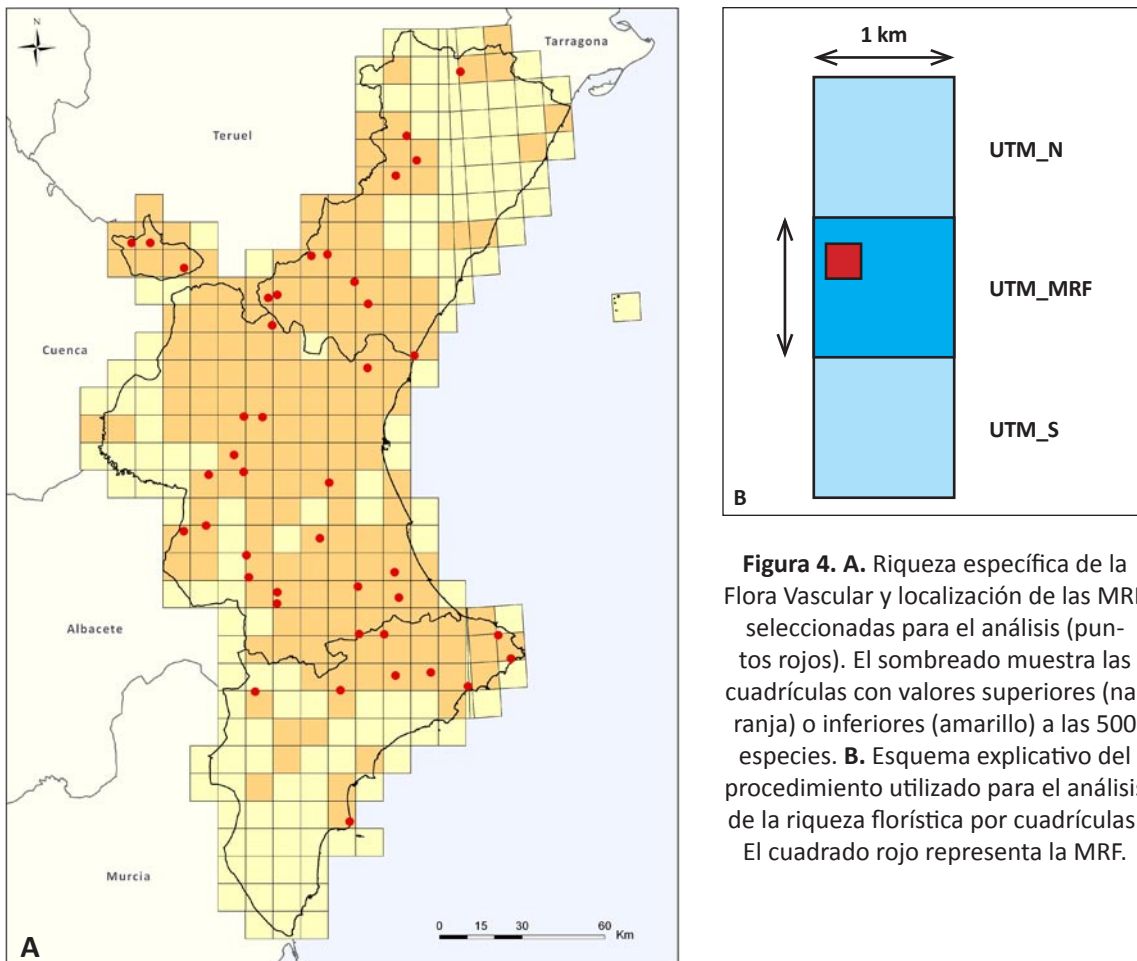 N
Tarragona
Teruel
Cuenca
Albacete
Murcia
0 15 30 60
Km
A
1 km
UTM_N
UTM_MRF
UTM_S
B
Figura 4. A. Riqueza específica de la
Flora Vascular y localización de las MR
seleccionadas para el análisis (pun-
tos rojos). El sombreado muestra las
cuadrículas con valores superiores (na
ranja) o inferiores (amarillo) a las 500
especies. B. Esquema explicativo del
procedimiento utilizado para el análisis
de la riqueza florística por cuadrículas
El cuadrado rojo representa la MRF.